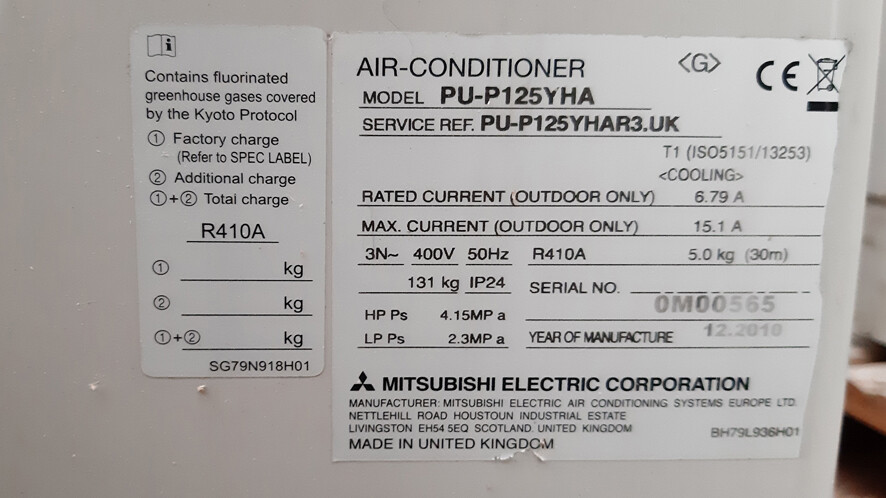 Contains fluorinated
greenhouse gases covered
by the Kyoto Protocol
① Factory charge
(Refer to SPEC LABEL)
② Additional charge
①+② Total charge
R410A
① kg
② kg
①+② kg
SG79N918H01
AIR-CONDITIONER <G> CE
MODEL PU-P125YHA
SERVICE REF. PU-P125YHAR3.UK
T1 (ISO5151/13253)
<COOLING>
RATED CURRENT (OUTDOOR ONLY) 6.79 A
MAX. CURRENT (OUTDOOR ONLY) 15.1 A
3N~ 400V 50Hz R410A 5.0 kg (30m)
131 kg IP24 SERIAL NO. 0M00565
HP Ps 4.15MP a
LP Ps 2.3MP a YEAR OF MANUFACTURE 12.2010
MITSUBISHI ELECTRIC CORPORATION
MANUFACTURER: MITSUBISHI ELECTRIC AIR CONDITIONING SYSTEMS EUROPE LTD.
NETTLEHILL ROAD HOUSTOUN INDUSTRIAL ESTATE
LIVINGSTON EH54 5EQ SCOTLAND, UNITED KINGDOM
BH79L936H01
MADE IN UNITED KINGDOM